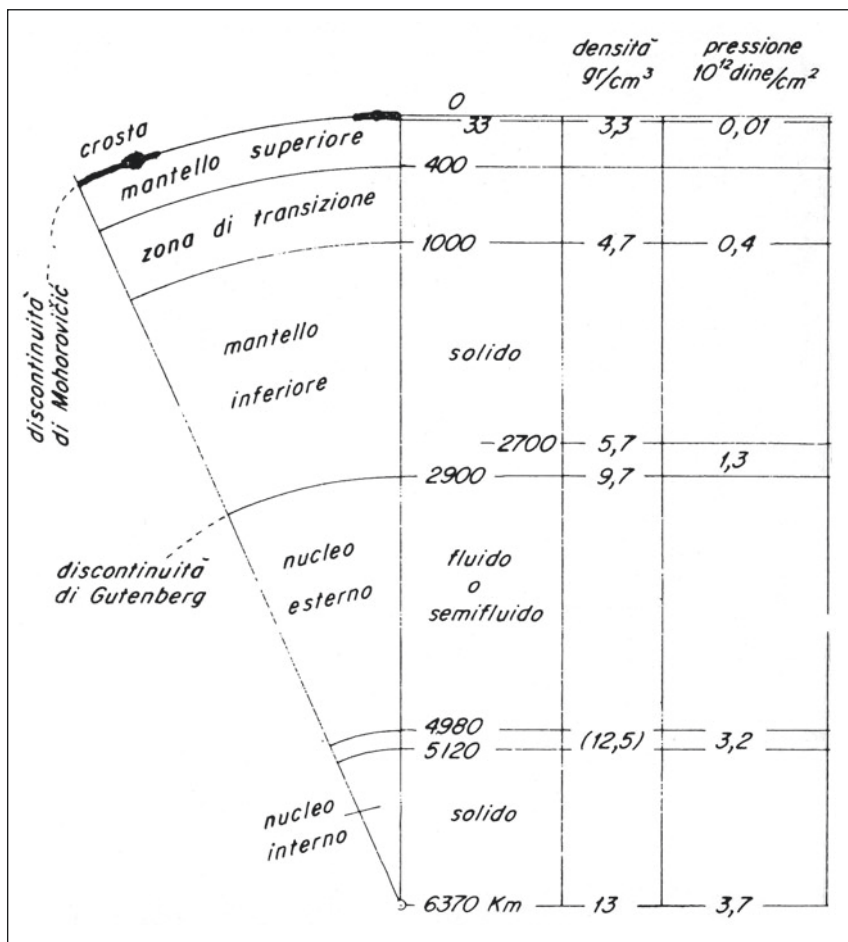 densità
gr/cm³
pressione
10¹² dine/cm²
0
33 3,3 0,01
crosta
mantello superiore
400
zona di transizione
1000 4,7 0,4
discontinuità
di Mohorovičić
mantello
inferiore
solido
2700 5,7
1,3
2900 9,7
discontinuità
di Gutenberg
nucleo
esterno
fluido
o
semifluido
4980
(12,5) 3,2
5120
nucleo
interno
solido
6370 Km 13 3,7